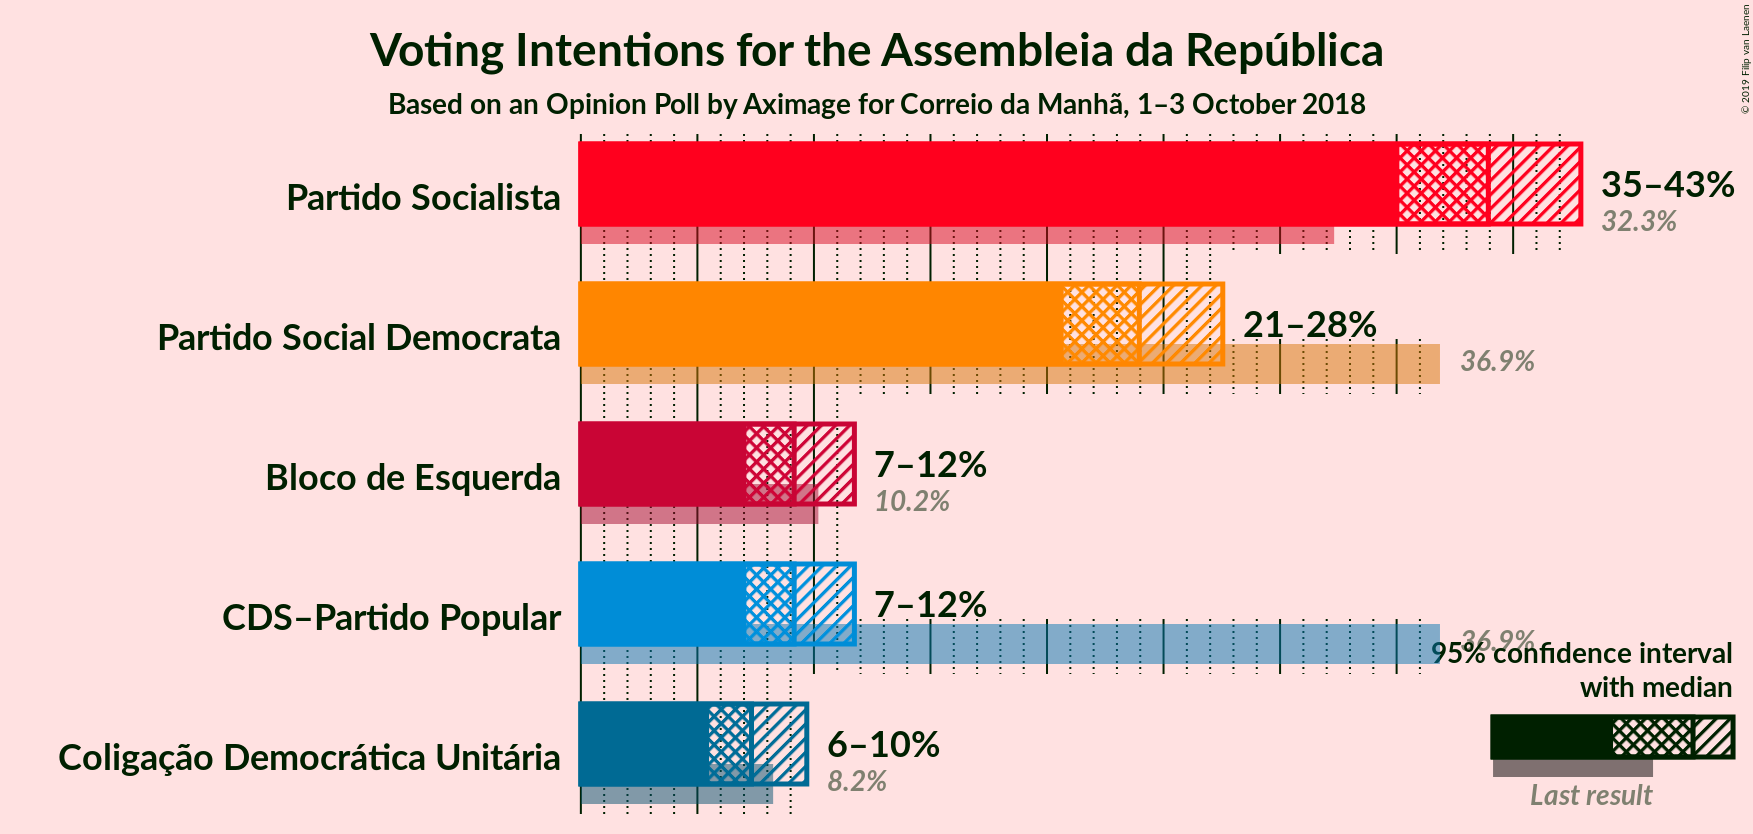 Voting Intentions for the Assembleia da República
Based on an Opinion Poll by Aximage for Correio da Manhã, 1–3 October 2018
© 2019 Filip van Laenen
Partido Socialista
35–43%
32.3%
Partido Social Democrata
21–28%
36.9%
Bloco de Esquerda
7–12%
10.2%
CDS–Partido Popular
7–12%
36.9%
95% confidence interval
with median
Coligação Democrática Unitária
6–10%
8.2%
Last result